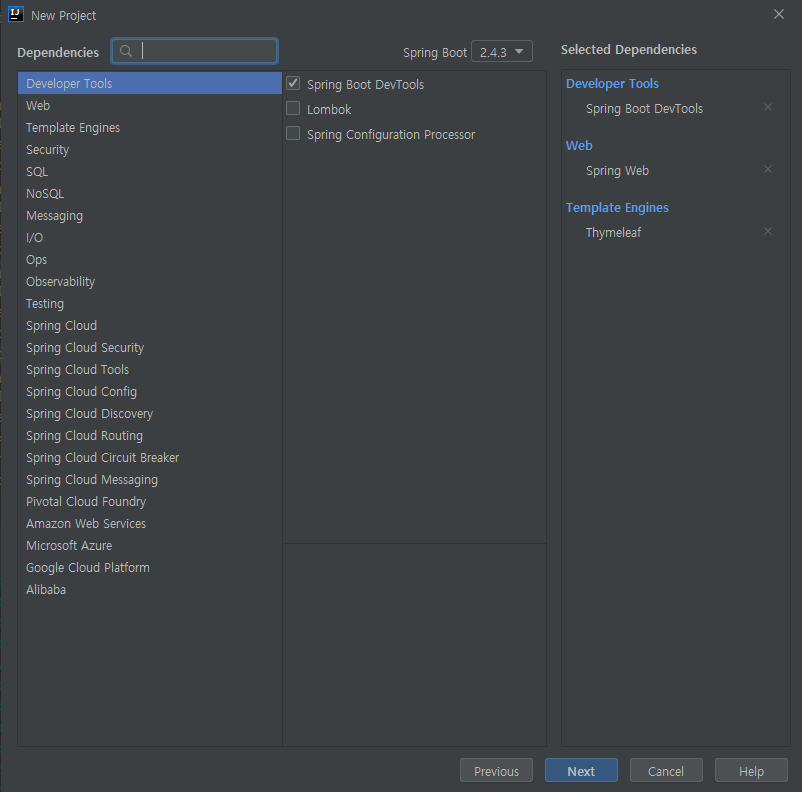 New Project
Dependencies
Spring Boot 2.4.3
Selected Dependencies
Developer Tools
Web
Template Engines
Security
SQL
NoSQL
Messaging
I/O
Ops
Observability
Testing
Spring Cloud
Spring Cloud Security
Spring Cloud Tools
Spring Cloud Config
Spring Cloud Discovery
Spring Cloud Routing
Spring Cloud Circuit Breaker
Spring Cloud Messaging
Pivotal Cloud Foundry
Amazon Web Services
Microsoft Azure
Google Cloud Platform
Alibaba
Spring Boot DevTools
Lombok
Spring Configuration Processor
Developer Tools
Spring Boot DevTools
Web
Spring Web
Template Engines
Thymeleaf
Previous
Next
Cancel
Help